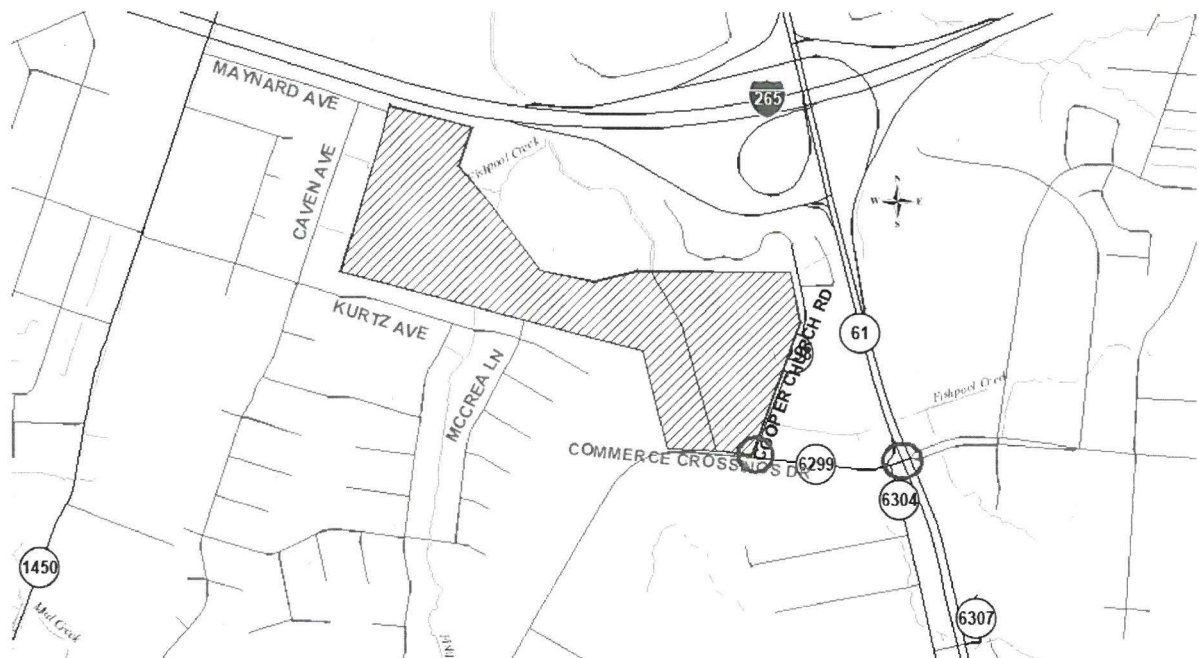 MAYNARD AVE
265
Fishpool Creek
CAVEN AVE
N
W E
S
KURTZ AVE
COOPER CHURCH RD
61
MCCREA LN
Fishpool Creek
COMMERCE CROSSINGS DR
6299
6304
1450
Mud Creek
6307